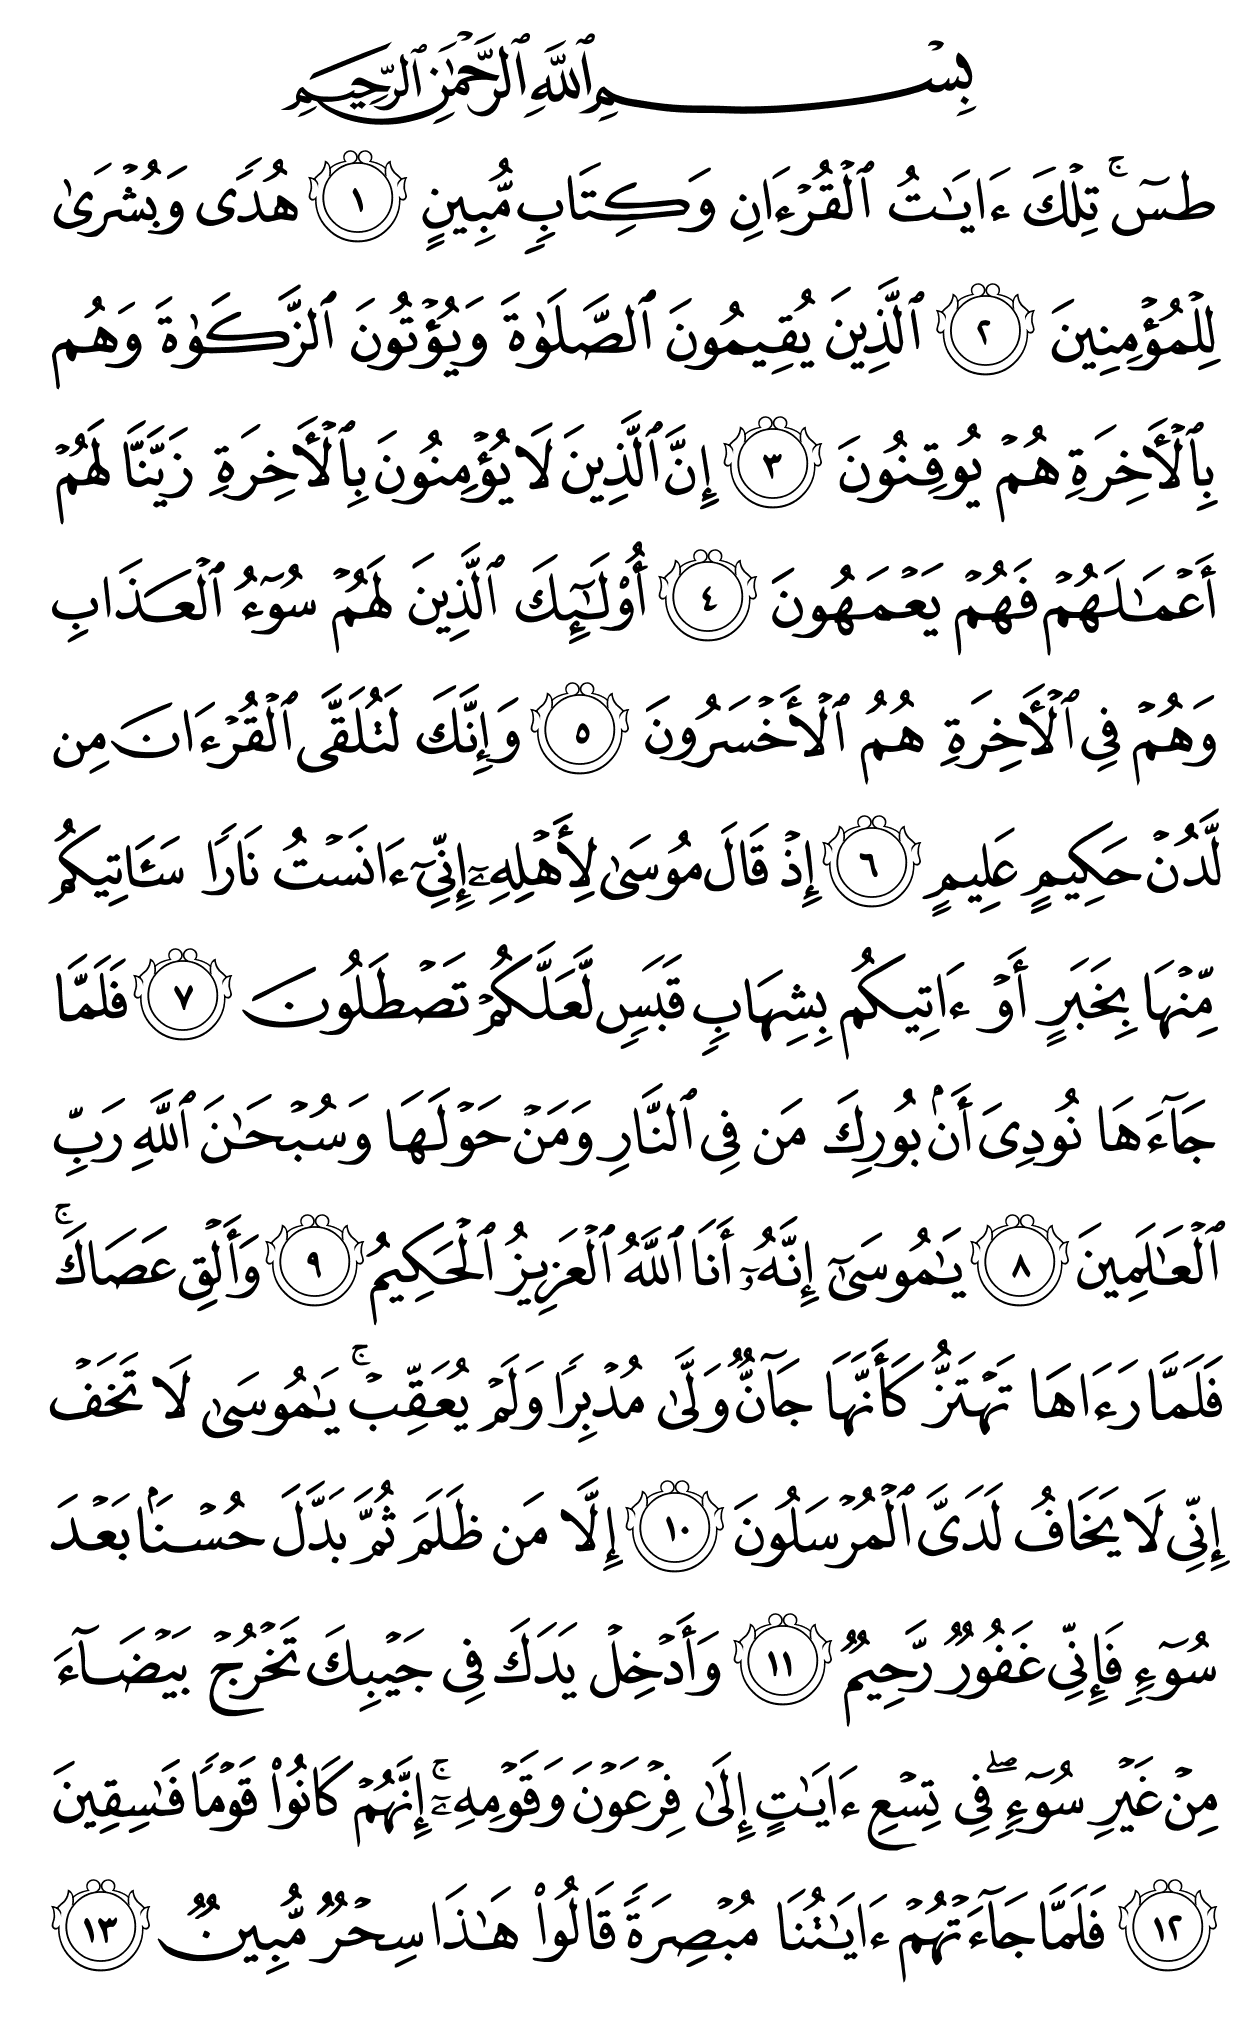 بِسْمِ ٱللَّهِ ٱلرَّحْمَٰنِ ٱلرَّحِيمِ
طسٓ ۚ تِلْكَ ءَايَٰتُ ٱلْقُرْءَانِ وَكِتَابٍ مُّبِينٍ ١ هُدًى وَبُشْرَىٰ
لِلْمُؤْمِنِينَ ٢ ٱلَّذِينَ يُقِيمُونَ ٱلصَّلَوٰةَ وَيُؤْتُونَ ٱلزَّكَوٰةَ وَهُم
بِٱلْأَخِرَةِ هُمْ يُوقِنُونَ ٣ إِنَّ ٱلَّذِينَ لَا يُؤْمِنُونَ بِٱلْأَخِرَةِ زَيَّنَّا لَهُمْ
أَعْمَٰلَهُمْ فَهُمْ يَعْمَهُونَ ٤ أُو۟لَٰٓئِكَ ٱلَّذِينَ لَهُمْ سُوٓءُ ٱلْعَذَابِ
وَهُمْ فِى ٱلْأَخِرَةِ هُمُ ٱلْأَخْسَرُونَ ٥ وَإِنَّكَ لَتُلَقَّى ٱلْقُرْءَانَ مِن
لَّدُنْ حَكِيمٍ عَلِيمٍ ٦ إِذْ قَالَ مُوسَىٰ لِأَهْلِهِۦٓ إِنِّىٓ ءَانَسْتُ نَارًا سَـَٔاتِيكُم
مِّنْهَا بِخَبَرٍ أَوْ ءَاتِيكُم بِشِهَابٍ قَبَسٍ لَّعَلَّكُمْ تَصْطَلُونَ ٧ فَلَمَّا
جَآءَهَا نُودِىَ أَنۢ بُورِكَ مَن فِى ٱلنَّارِ وَمَنْ حَوْلَهَا وَسُبْحَٰنَ ٱللَّهِ رَبِّ
ٱلْعَٰلَمِينَ ٨ يَٰمُوسَىٰٓ إِنَّهُۥٓ أَنَا ٱللَّهُ ٱلْعَزِيزُ ٱلْحَكِيمُ ٩ وَأَلْقِ عَصَاكَ ۚ
فَلَمَّا رَءَاهَا تَهْتَزُّ كَأَنَّهَا جَآنٌّ وَلَّىٰ مُدْبِرًا وَلَمْ يُعَقِّبْ ۚ يَٰمُوسَىٰ لَا تَخَفْ
إِنِّى لَا يَخَافُ لَدَىَّ ٱلْمُرْسَلُونَ ١٠ إِلَّا مَن ظَلَمَ ثُمَّ بَدَّلَ حُسْنَۢا بَعْدَ
سُوٓءٍ فَإِنِّى غَفُورٌ رَّحِيمٌ ١١ وَأَدْخِلْ يَدَكَ فِى جَيْبِكَ تَخْرُجْ بَيْضَآءَ
مِنْ غَيْرِ سُوٓءٍ ۖ فِى تِسْعِ ءَايَٰتٍ إِلَىٰ فِرْعَوْنَ وَقَوْمِهِۦٓ ۚ إِنَّهُمْ كَانُوا۟ قَوْمًا فَٰسِقِينَ
١٢ فَلَمَّا جَآءَتْهُمْ ءَايَٰتُنَا مُبْصِرَةً قَالُوا۟ هَٰذَا سِحْرٌ مُّبِينٌ ١٣